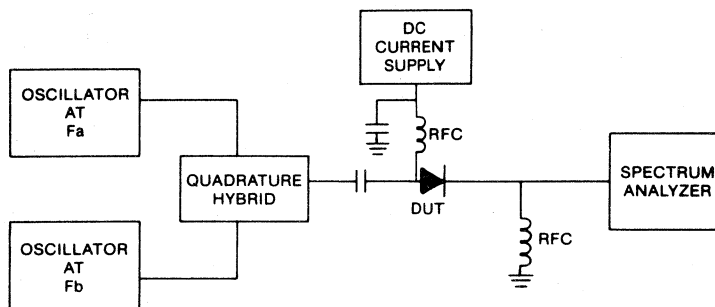 DC
CURRENT
SUPPLY
OSCILLATOR
AT
Fa
RFC
QUADRATURE
HYBRID
DUT
SPECTRUM
ANALYZER
OSCILLATOR
AT
Fb
RFC